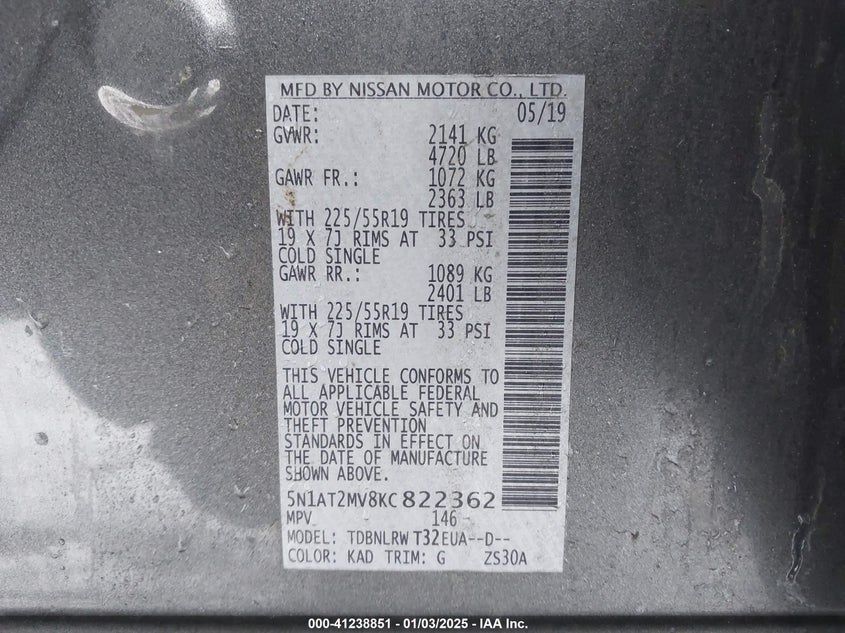 MFD BY NISSAN MOTOR CO., LTD.
DATE: 05/19
GVWR: 2141 KG
4720 LB
GAWR FR.: 1072 KG
2363 LB
WITH 225/55R19 TIRES
19 X 7J RIMS AT 33 PSI
COLD SINGLE
GAWR RR.: 1089 KG
2401 LB
WITH 225/55R19 TIRES
19 X 7J RIMS AT 33 PSI
COLD SINGLE
THIS VEHICLE CONFORMS TO
ALL APPLICABLE FEDERAL
MOTOR VEHICLE SAFETY AND
THEFT PREVENTION
STANDARDS IN EFFECT ON
THE DATE OF MANUFACTURE
SHOWN ABOVE.
5N1AT2MV8KC822362
MPV 146
MODEL: TDBNLRW T32EUA--D--
COLOR: KAD TRIM: G ZS30A
000-41238851 - 01/03/2025 - IAA Inc.